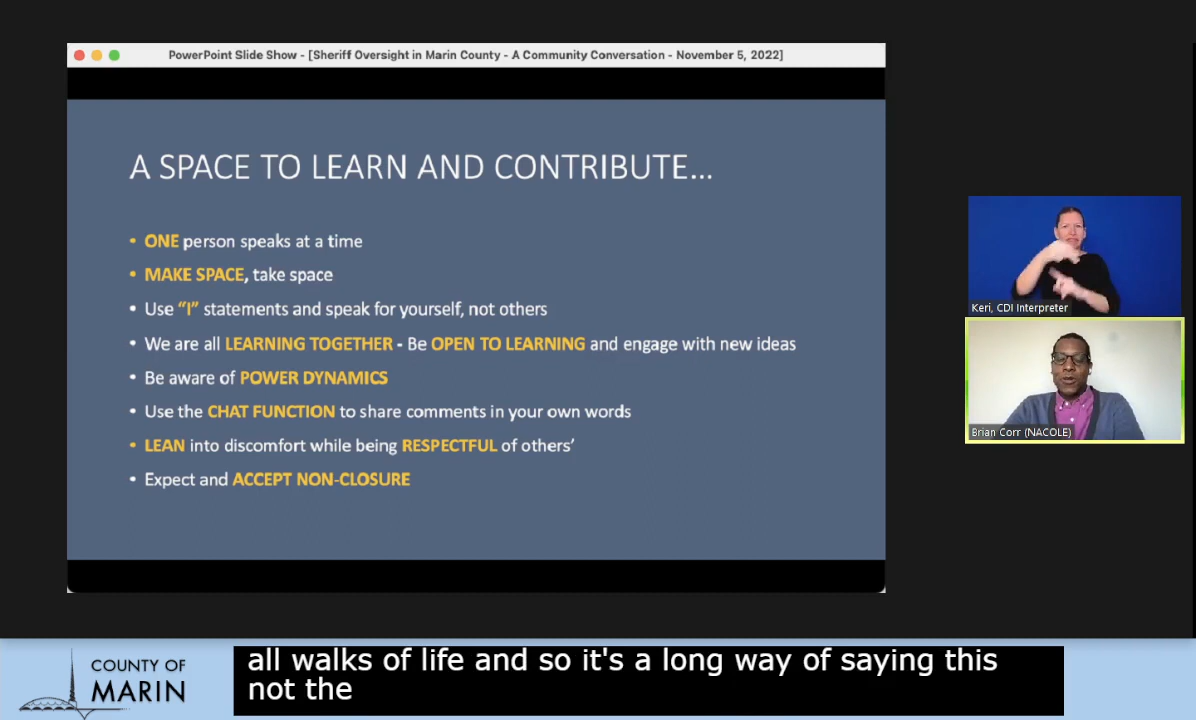 PowerPoint Slide Show - [Sheriff Oversight in Marin County - A Community Conversation - November 5, 2022]
A SPACE TO LEARN AND CONTRIBUTE...
• ONE person speaks at a time
• MAKE SPACE, take space
• Use “I” statements and speak for yourself, not others
• We are all LEARNING TOGETHER - Be OPEN TO LEARNING and engage with new ideas
• Be aware of POWER DYNAMICS
• Use the CHAT FUNCTION to share comments in your own words
• LEAN into discomfort while being RESPECTFUL of others’
• Expect and ACCEPT NON-CLOSURE
Keri, CDI Interpreter
Brian Corr (NACOLE)
COUNTY OF
MARIN
all walks of life and so it's a long way of saying this
not the